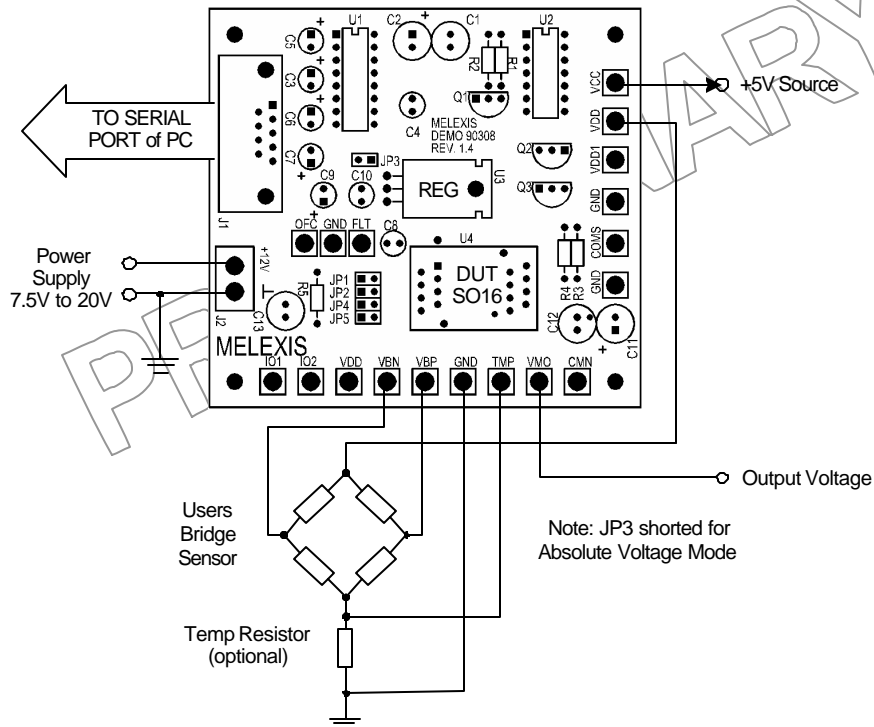 C5
C2
C1
U1
U2
C3
R2
R1
VCC
+5V Source
Q1
C6
TO SERIAL
PORT of PC
VDD
C4
MELEXIS
DEMO 90308
REV. 1.4
C7
Q2
VDD1
JP3
U3
C9
C10
REG
Q3
GND
J1
OFC
GND
FLT
C8
U4
COMS
Power
Supply
7.5V to 20V
+12V
DUT
SO16
JP1
JP2
JP4
JP5
R5
R4
R3
GND
J2
C13
C12
C11
MELEXIS
IO1
IO2
VDD
VBN
VBP
GND
TMP
VMO
CMN
Output Voltage
Users
Bridge
Sensor
Note: JP3 shorted for
Absolute Voltage Mode
Temp Resistor
(optional)